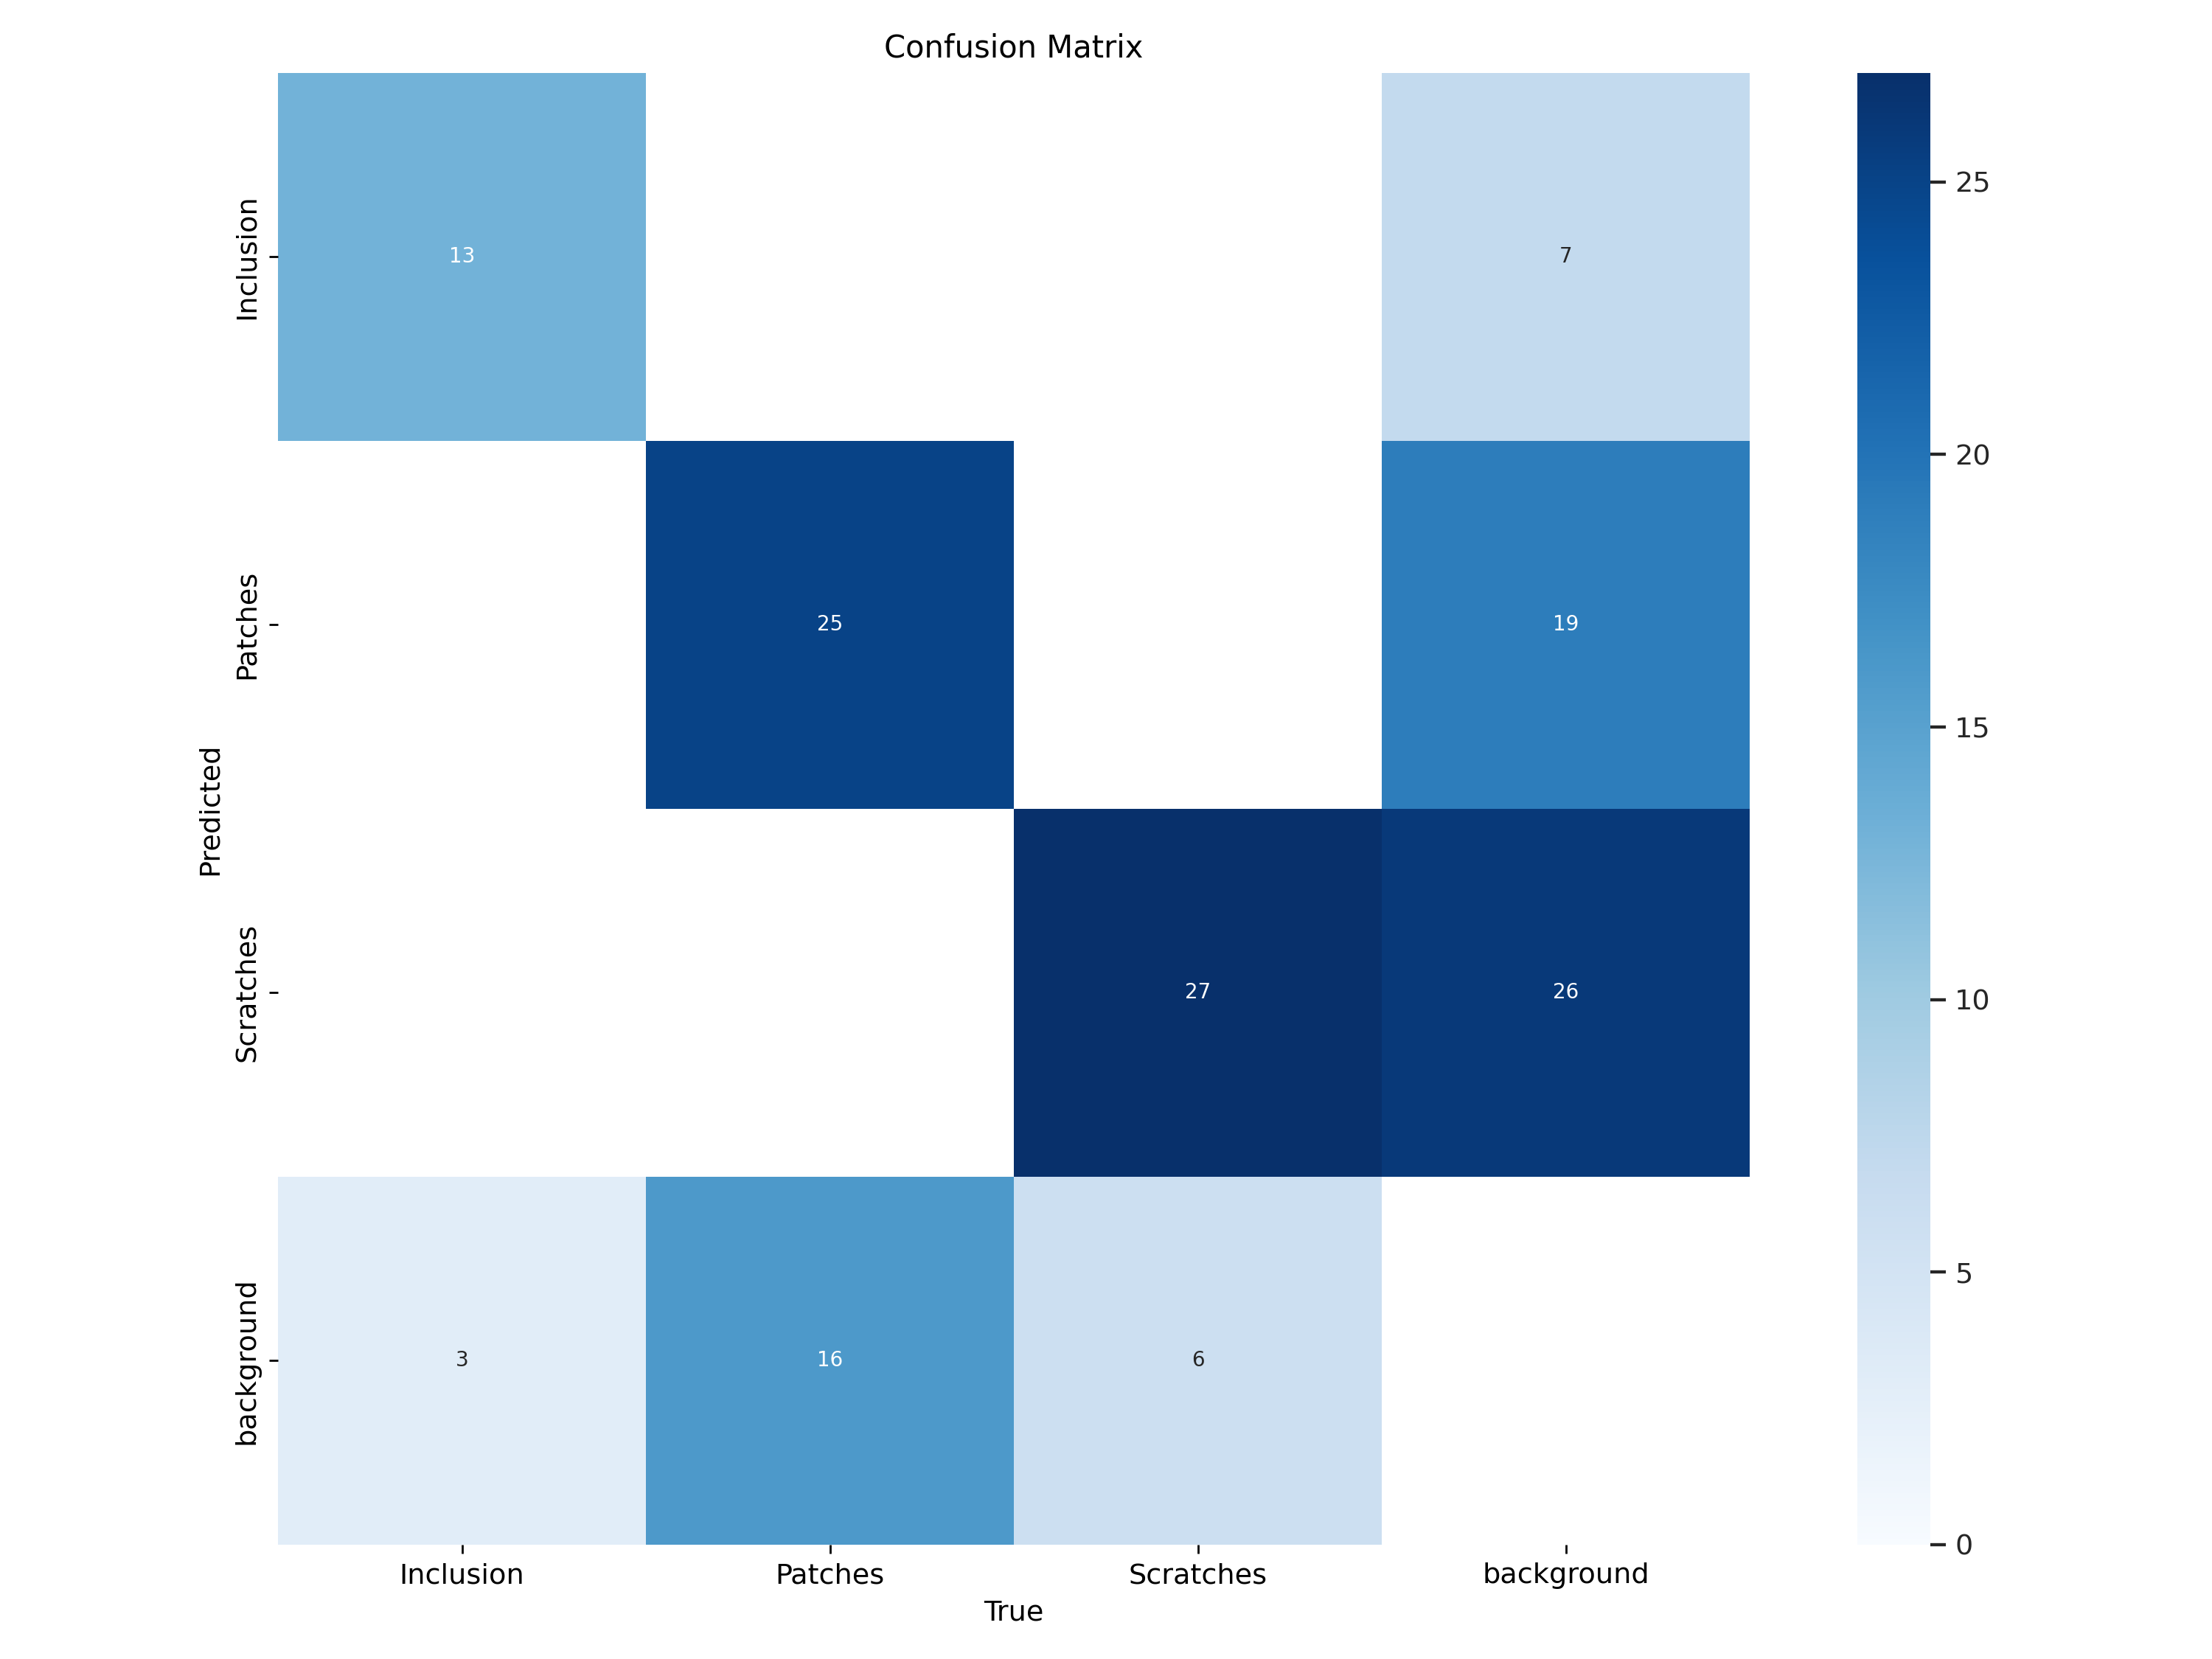 Confusion Matrix
Inclusion
13
7
25
Patches
25
19
20
15
Predicted
Scratches
27
26
10
background
3
16
6
5
0
Inclusion
Patches
Scratches
background
True